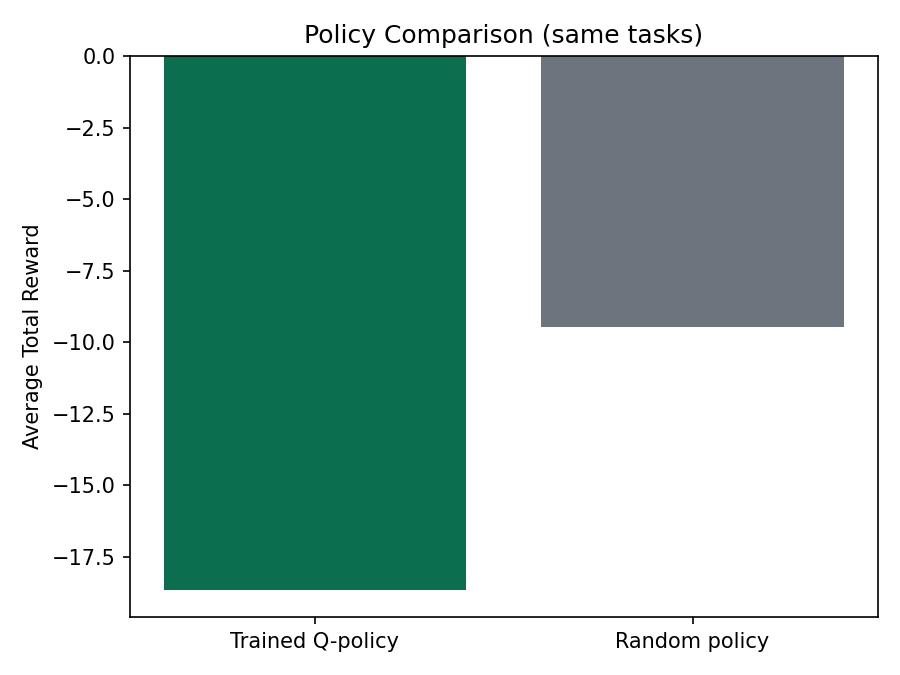 Policy Comparison (same tasks)
Average Total Reward
0.0
−2.5
−5.0
−7.5
−10.0
−12.5
−15.0
−17.5
Trained Q-policy
Random policy